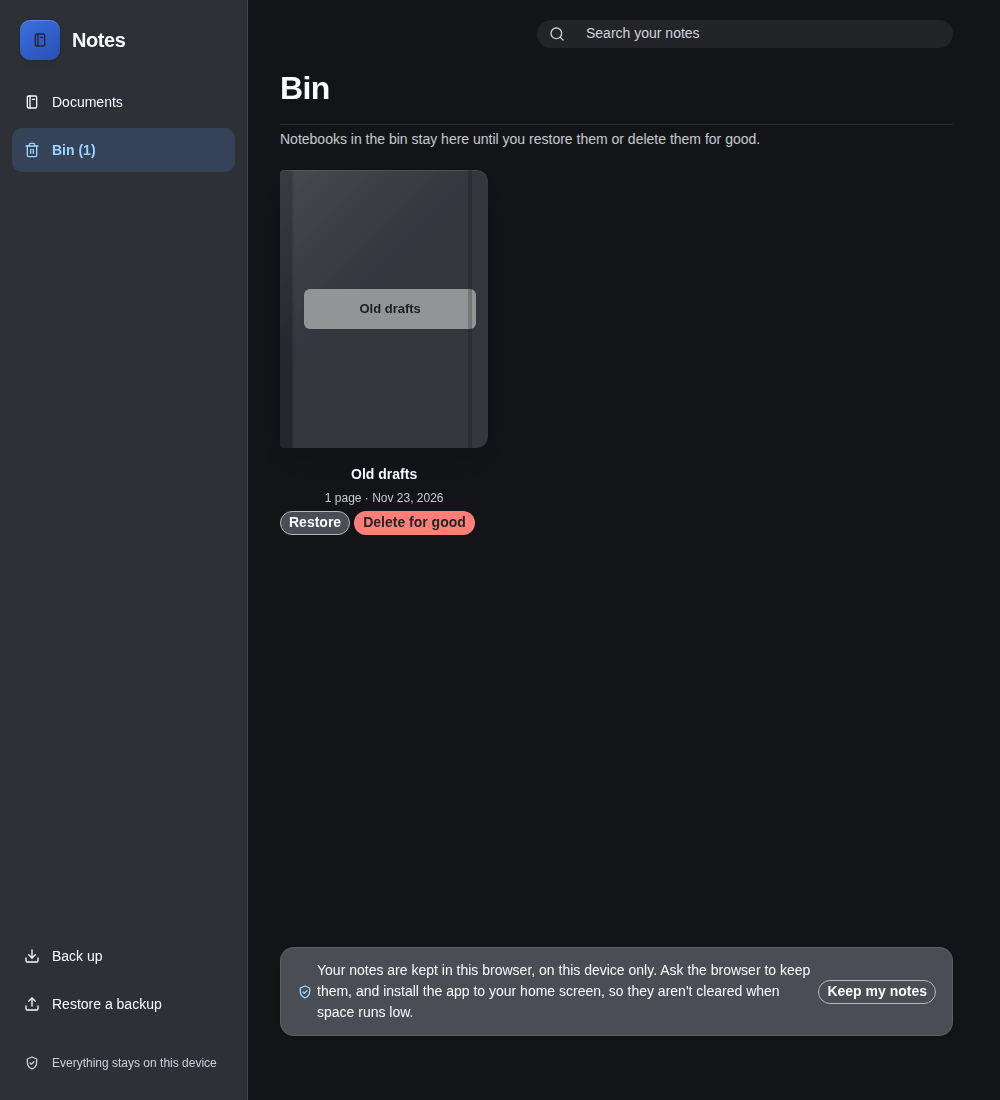 Notes
Documents
Bin (1)
Back up
Restore a backup
Everything stays on this device
Search your notes
Bin
Notebooks in the bin stay here until you restore them or delete them for good.
Old drafts
Old drafts
1 page · Nov 23, 2026
Restore
Delete for good
Your notes are kept in this browser, on this device only. Ask the browser to keep
them, and install the app to your home screen, so they aren't cleared when
space runs low.
Keep my notes